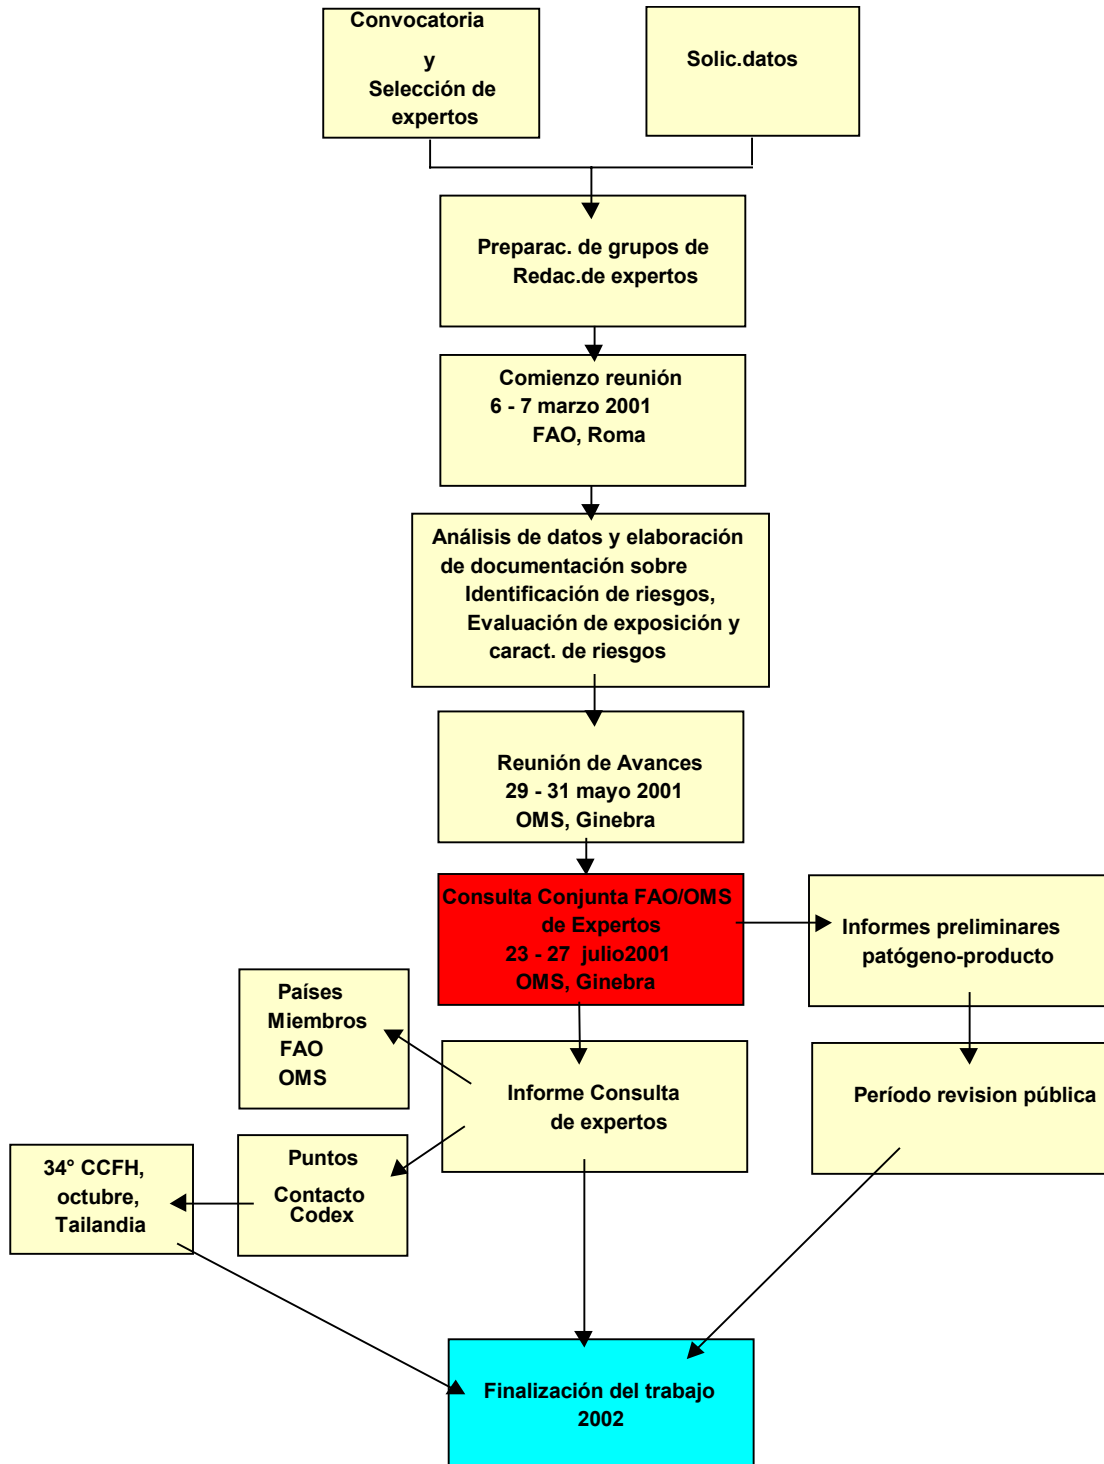 Convocatoria
y
Selección de
expertos
Solic.datos
Preparac. de grupos de
Redac.de expertos
Comienzo reunión
6 - 7 marzo 2001
FAO, Roma
Análisis de datos y elaboración
de documentación sobre
Identificación de riesgos,
Evaluación de exposición y
caract. de riesgos
Reunión de Avances
29 - 31 mayo 2001
OMS, Ginebra
Consulta Conjunta FAO/OMS
de Expertos
23 - 27 julio2001
OMS, Ginebra
Informes preliminares
patógeno-producto
Países
Miembros
FAO
OMS
Informe Consulta
de expertos
Período revision pública
Puntos
Contacto
Codex
34° CCFH,
octubre,
Tailandia
Finalización del trabajo
2002